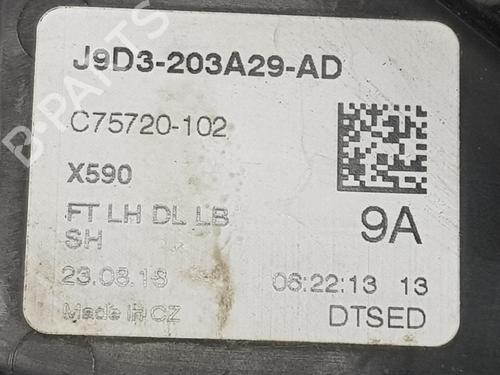 J9D3-203A29-AD
C75720-102
X590
FT LH DL LB
SH
9A
23.08.18
06:22:13 13
Made in CZ
DTSED
B-PARTS